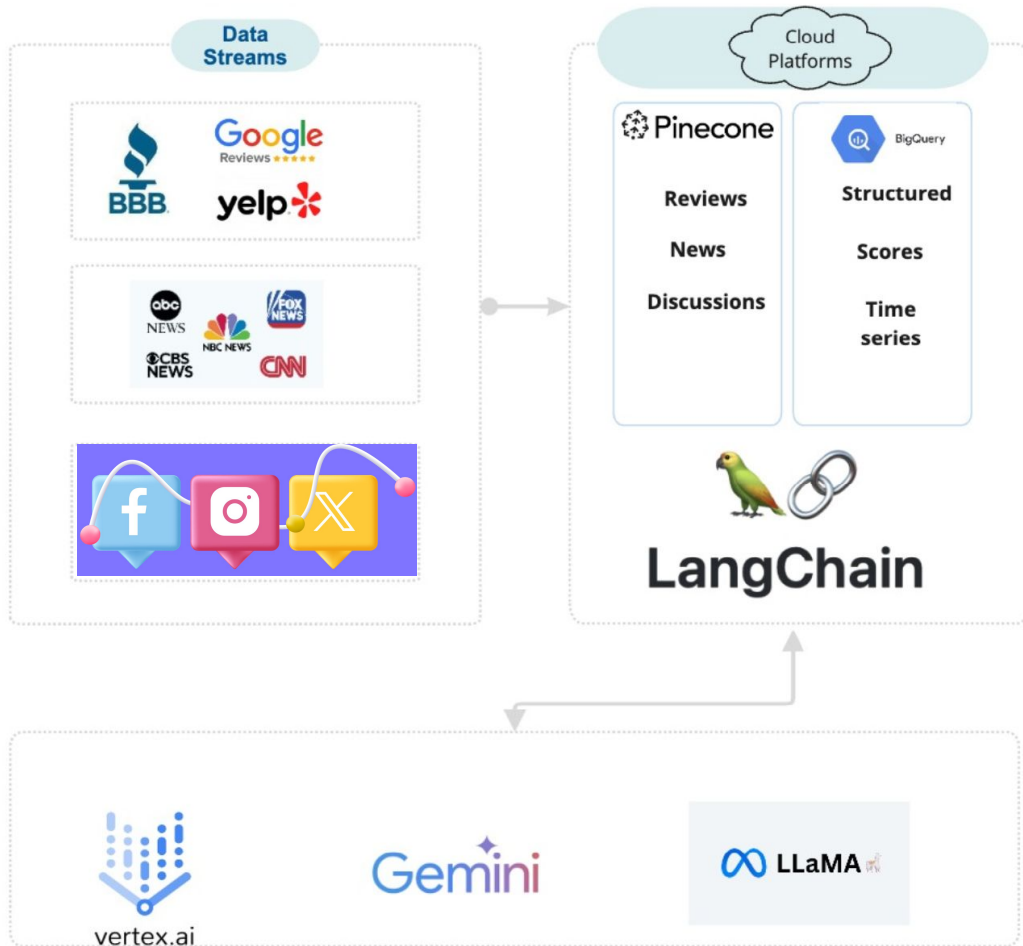 Data
Streams
BBB.
Google
Reviews
yelp
abc
NEWS
FOX
NEWS
NBC NEWS
CBS
NEWS
CNN
f
X
Cloud
Platforms
Pinecone
Reviews
News
Discussions
BigQuery
Structured
Scores
Time
series
LangChain
vertex.ai
Gemini
LLaMA